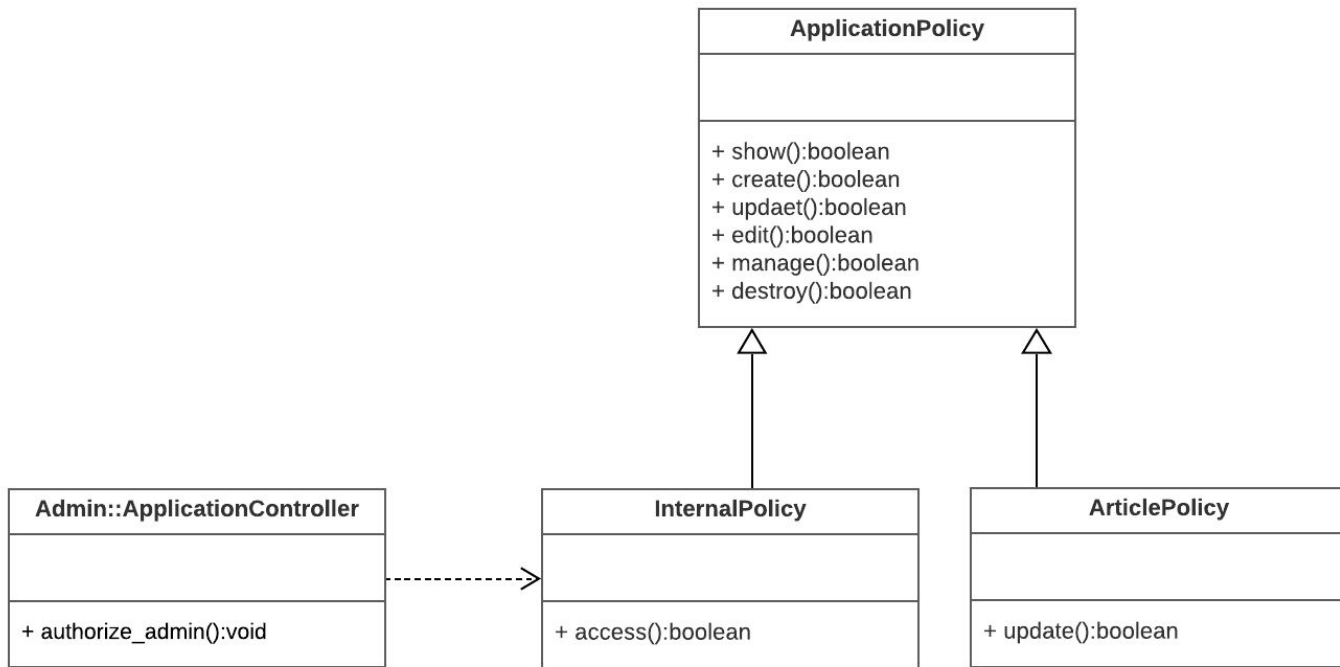 ApplicationPolicy
+ show():boolean
+ create():boolean
+ updaet():boolean
+ edit():boolean
+ manage():boolean
+ destroy():boolean
Admin::ApplicationController
+ authorize_admin():void
InternalPolicy
+ access():boolean
ArticlePolicy
+ update():boolean